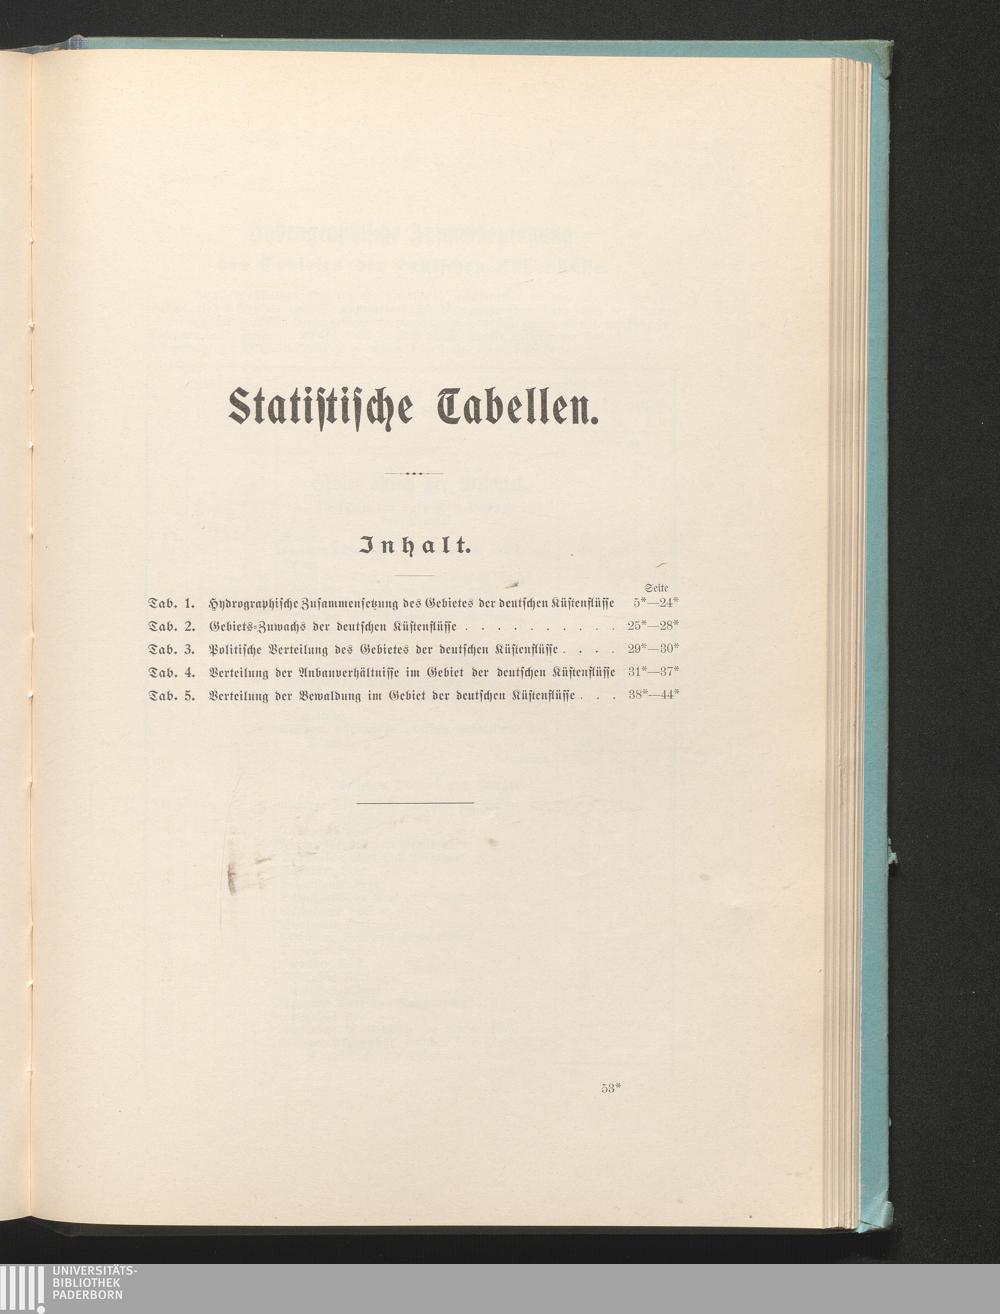 Statiſtiſche Tabellen.
Inhalt.
Seite
Tab. 1. Hydrographiſche Zuſammenſetzung des Gebietes der deutſchen Küſtenflüſſe 5*—24*
Tab. 2. Gebiets-Zuwachs der deutſchen Küſtenflüſſe . . . . . . . . . . 25*—28*
Tab. 3. Politiſche Verteilung des Gebietes der deutſchen Küſtenflüſſe . . . . 29*—30*
Tab. 4. Verteilung der Anbauverhältniſſe im Gebiet der deutſchen Küſtenflüſſe 31*—37*
Tab. 5. Verteilung der Bewaldung im Gebiet der deutſchen Küſtenflüſſe . . . 38*—44*
53*
UNIVERSITÄTS-
BIBLIOTHEK
PADERBORN